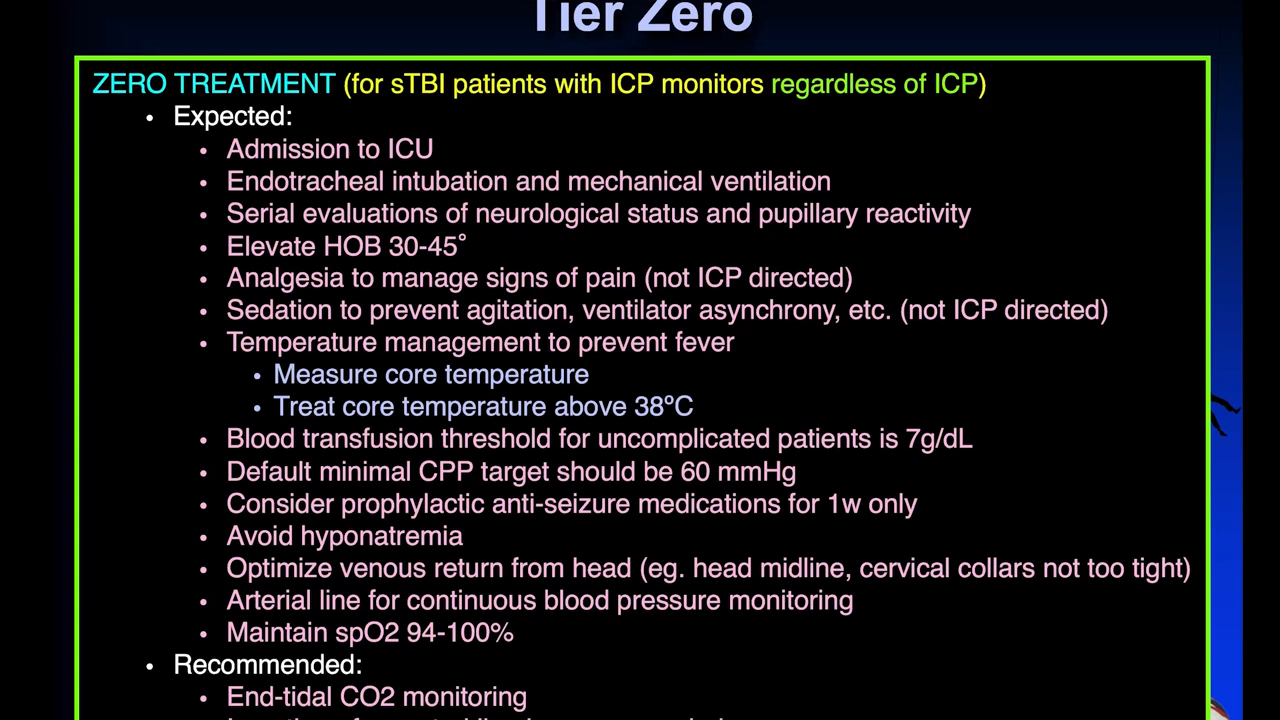 Tier Zero
ZERO TREATMENT (for sTBI patients with ICP monitors regardless of ICP)
• Expected:
• Admission to ICU
• Endotracheal intubation and mechanical ventilation
• Serial evaluations of neurological status and pupillary reactivity
• Elevate HOB 30-45°
• Analgesia to manage signs of pain (not ICP directed)
• Sedation to prevent agitation, ventilator asynchrony, etc. (not ICP directed)
• Temperature management to prevent fever
• Measure core temperature
• Treat core temperature above 38ºC
• Blood transfusion threshold for uncomplicated patients is 7g/dL
• Default minimal CPP target should be 60 mmHg
• Consider prophylactic anti-seizure medications for 1w only
• Avoid hyponatremia
• Optimize venous return from head (eg. head midline, cervical collars not too tight)
• Arterial line for continuous blood pressure monitoring
• Maintain spO2 94-100%
• Recommended:
• End-tidal CO2 monitoring